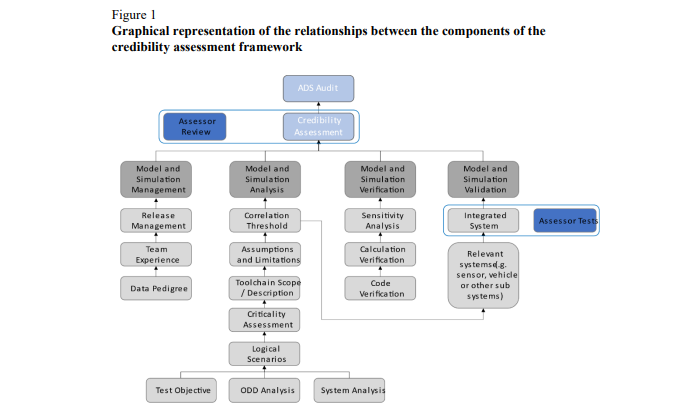 Figure 1
Graphical representation of the relationships between the components of the
credibility assessment framework
ADS Audit
Assessor
Review
Credibility
Assessment
Model and
Simulation
Management
Model and
Simulation
Analysis
Model and
Simulation
Verification
Model and
Simulation
Validation
Release
Management
Correlation
Threshold
Sensitivity
Analysis
Integrated
System
Assessor Tests
Team
Experience
Assumptions
and Limitations
Calculation
Verification
Relevant
systems(e.g.
sensor, vehicle
or other sub
systems)
Data Pedigree
Toolchain Scope
/ Description
Code
Verification
Criticality
Assessment
Logical
Scenarios
Test Objective
ODD Analysis
System Analysis